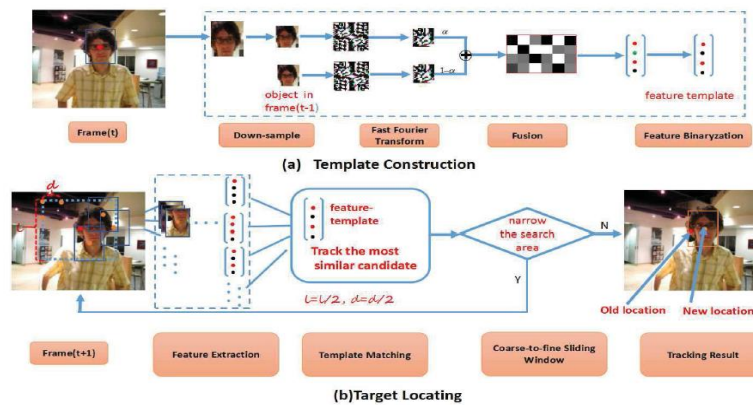 α
1-α
object in
frame(t-1)
feature template
Frame(t)
Down-sample
Fast Fourier
Transform
Fusion
Feature Binaryzation
(a) Template Construction
d
l
feature-
template
Track the most
similar candidate
narrow
the search
area
N
Y
l=l/2, d=d/2
Old location
New location
Frame(t+1)
Feature Extraction
Template Matching
Coarse-to-fine Sliding
Window
Tracking Result
(b)Target Locating